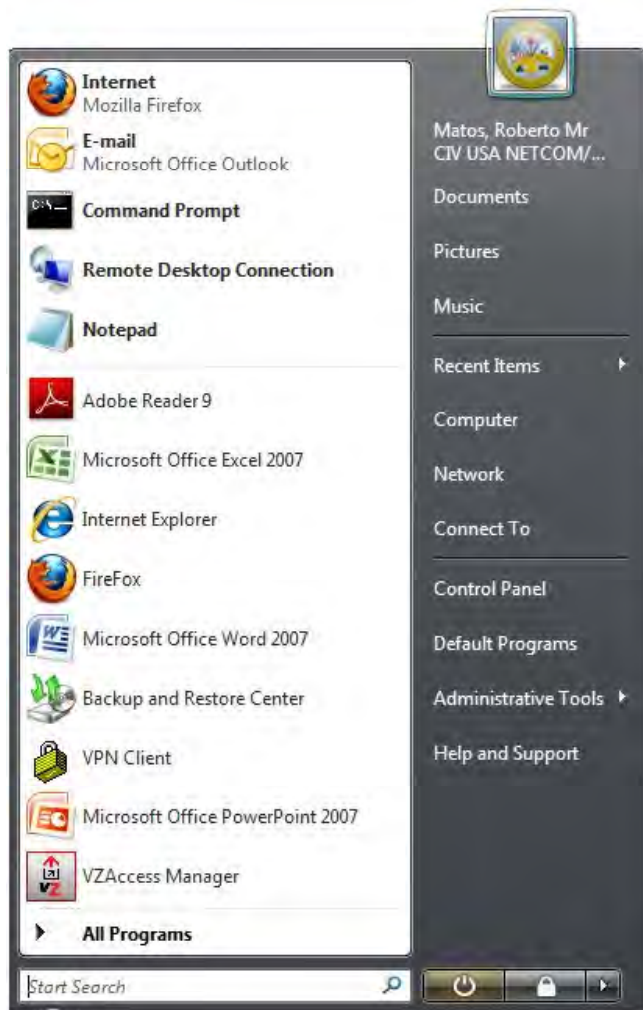 Internet
Mozilla Firefox
E-mail
Microsoft Office Outlook
C:\
Command Prompt
Remote Desktop Connection
Notepad
Adobe Reader 9
Microsoft Office Excel 2007
Internet Explorer
FireFox
Microsoft Office Word 2007
Backup and Restore Center
VPN Client
Microsoft Office PowerPoint 2007
VZ
VZAccess Manager
All Programs
Start Search
Matos, Roberto Mr
CIV USA NETCOM/...
Documents
Pictures
Music
Recent Items
Computer
Network
Connect To
Control Panel
Default Programs
Administrative Tools
Help and Support